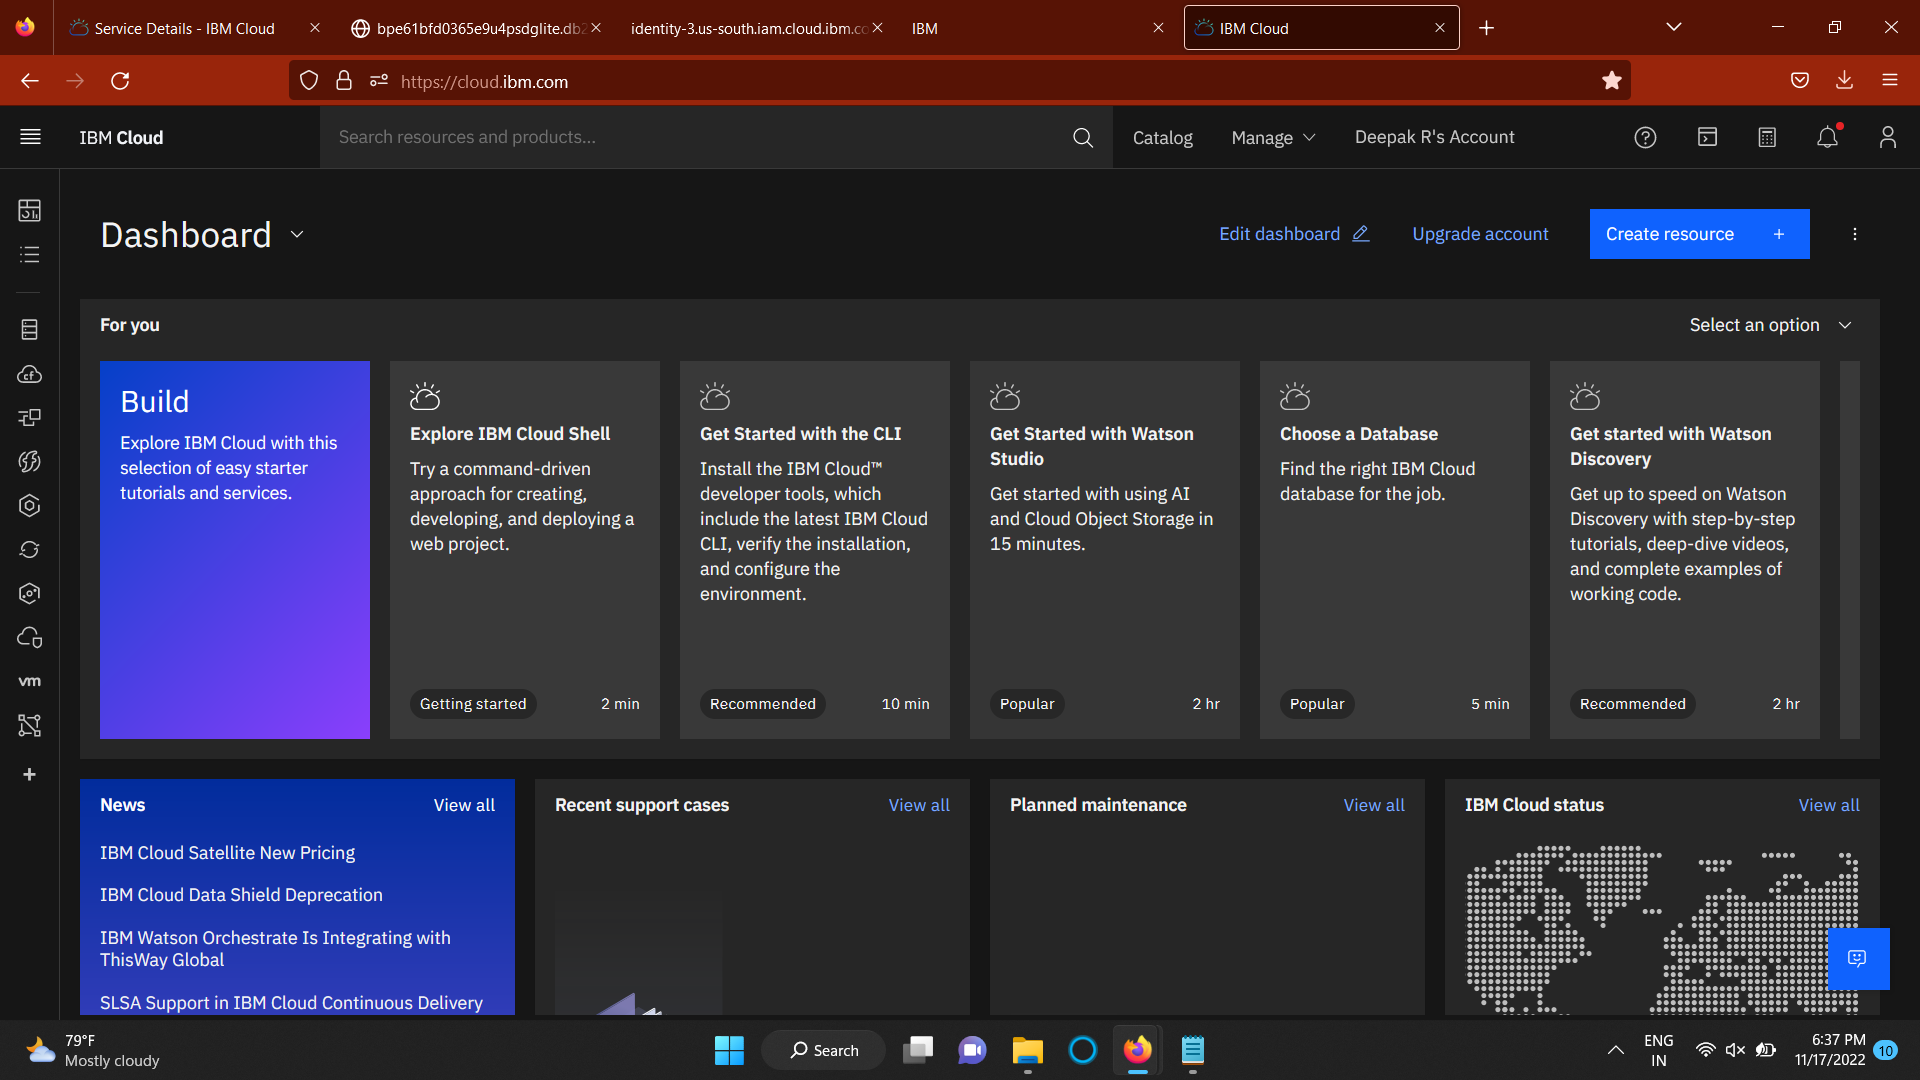 Service Details - IBM Cloud
bpe61bfd0365e9u4psdglite.db2
identity-3.us-south.iam.cloud.ibm.co
IBM
IBM Cloud
https://cloud.ibm.com
IBM Cloud
Search resources and products...
Catalog
Manage
Deepak R's Account
Dashboard
Edit dashboard
Upgrade account
Create resource +
For you
Select an option
Build
Explore IBM Cloud with this
selection of easy starter
tutorials and services.
Explore IBM Cloud Shell
Try a command-driven
approach for creating,
developing, and deploying a
web project.
Getting started
2 min
Get Started with the CLI
Install the IBM Cloud™
developer tools, which
include the latest IBM Cloud
CLI, verify the installation,
and configure the
environment.
Recommended
10 min
Get Started with Watson
Studio
Get started with using AI
and Cloud Object Storage in
15 minutes.
Popular
2 hr
Choose a Database
Find the right IBM Cloud
database for the job.
Popular
5 min
Get started with Watson
Discovery
Get up to speed on Watson
Discovery with step-by-step
tutorials, deep-dive videos,
and complete examples of
working code.
Recommended
2 hr
cf
vm
News
View all
IBM Cloud Satellite New Pricing
IBM Cloud Data Shield Deprecation
IBM Watson Orchestrate Is Integrating with
ThisWay Global
SLSA Support in IBM Cloud Continuous Delivery
Recent support cases
View all
Planned maintenance
View all
IBM Cloud status
View all
79°F
Mostly cloudy
Search
ENG
IN
6:37 PM
11/17/2022
10